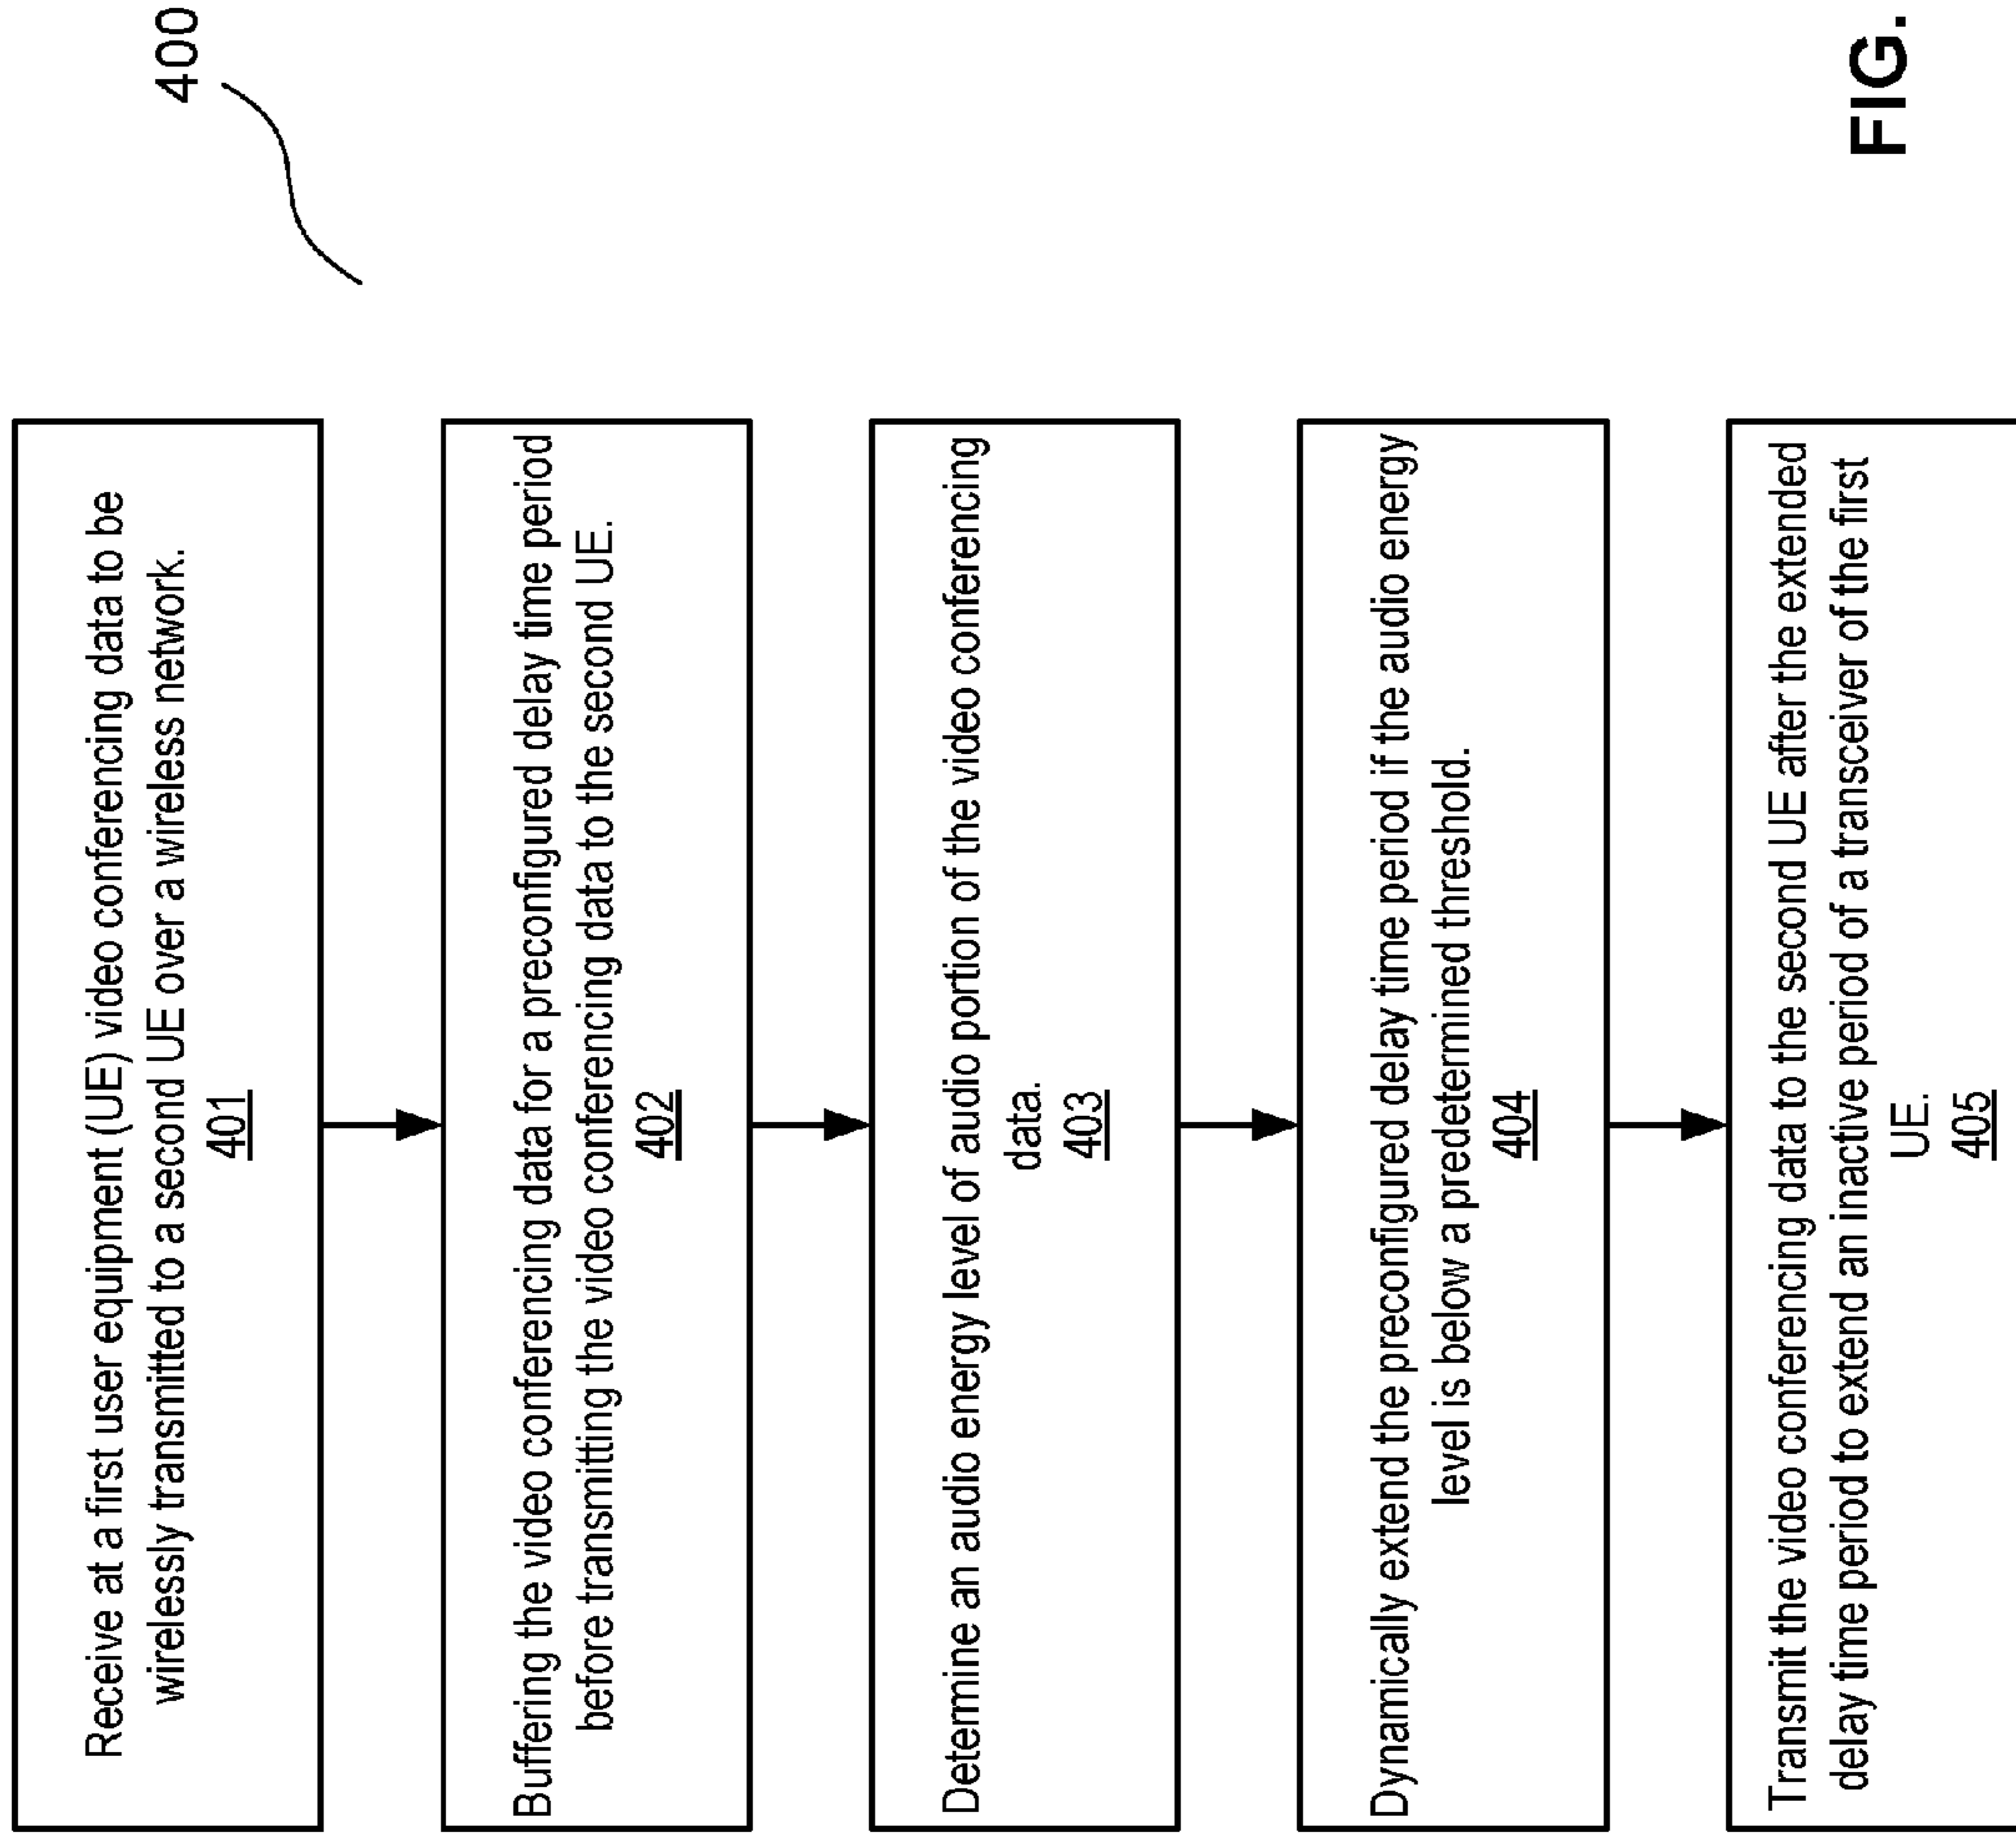 400
Receive at a first user equipment (UE) video conferencing data to be
wirelessly transmitted to a second UE over a wireless network.
401
Buffering the video conferencing data for a preconfigured delay time period
before transmitting the video conferencing data to the second UE.
402
Determine an audio energy level of audio portion of the video conferencing
data.
403
Dynamically extend the preconfigured delay time period if the audio energy
level is below a predetermined threshold.
404
Transmit the video conferencing data to the second UE after the extended
delay time period to extend an inactive period of a transceiver of the first
UE.
405
FIG.